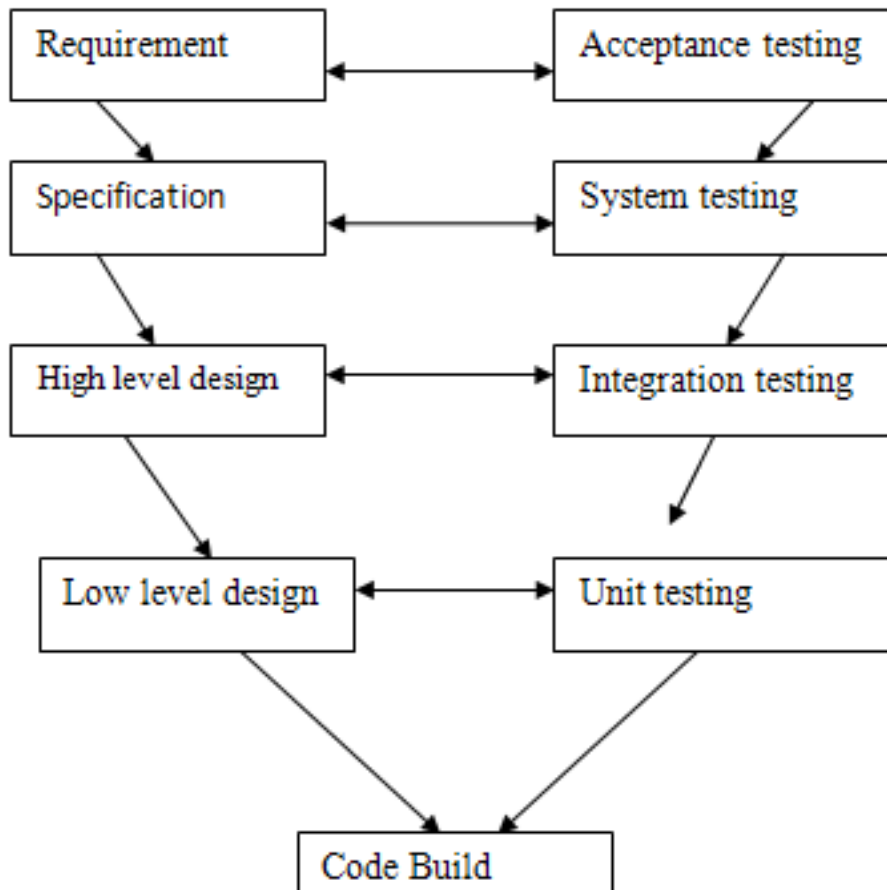 Requirement
Acceptance testing
Specification
System testing
High level design
Integration testing
Low level design
Unit testing
Code Build